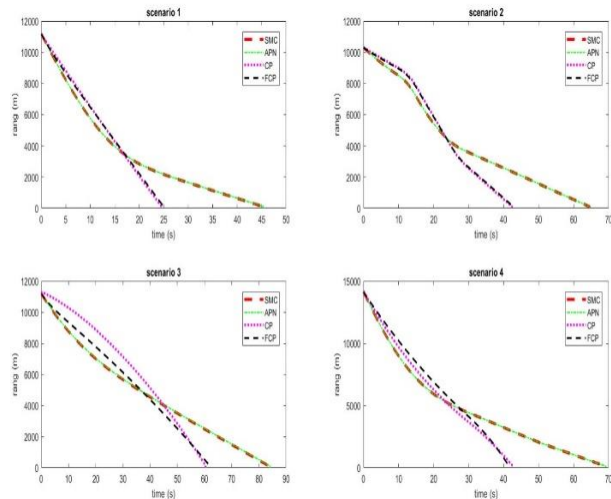 scenario 1
12000
10000
8000
6000
4000
2000
0
rang (m)
SMC
APN
CP
FCP
0 5 10 15 20 25 30 35 40 45 50
time (s)
scenario 2
12000
10000
8000
6000
4000
2000
0
rang (m)
SMC
APN
CP
FCP
0 10 20 30 40 50 60 70
time (s)
scenario 3
12000
10000
8000
6000
4000
2000
0
rang (m)
SMC
APN
CP
FCP
0 10 20 30 40 50 60 70 80 90
time (s)
scenario 4
15000
10000
5000
0
rang (m)
SMC
APN
CP
FCP
0 10 20 30 40 50 60 70
time (s)